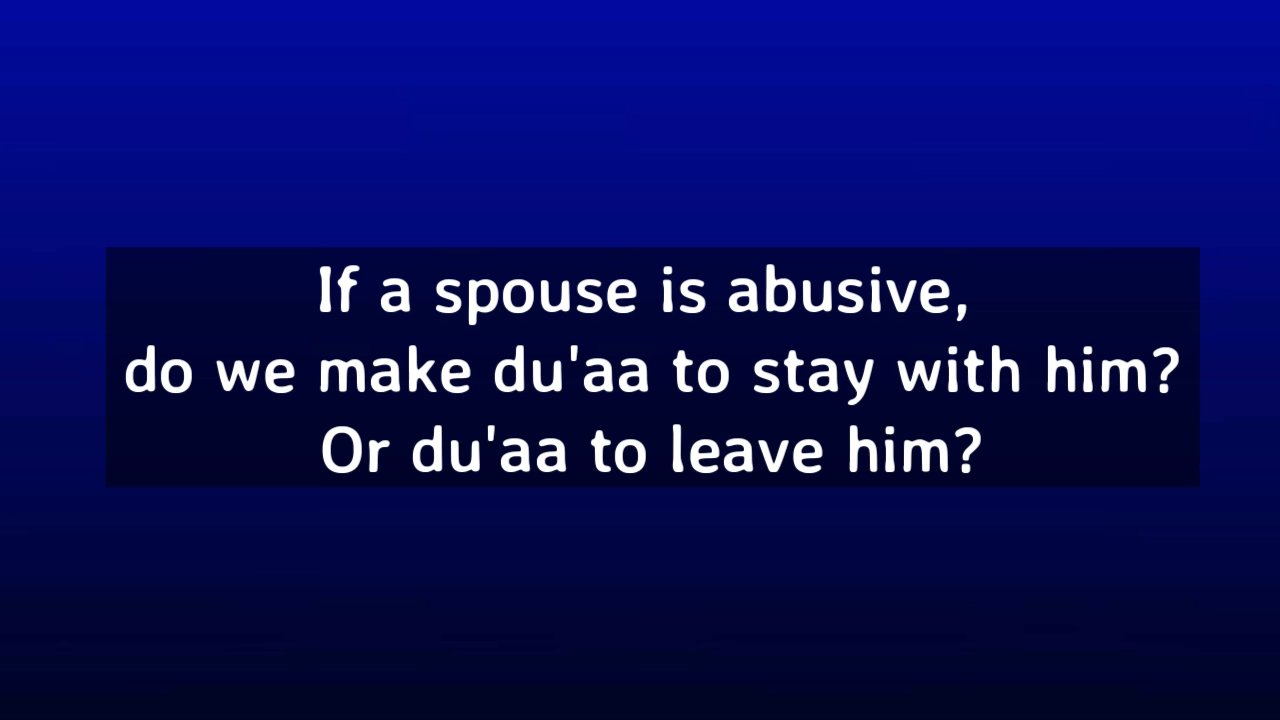 If a spouse is abusive,
do we make du'aa to stay with him?
Or du'aa to leave him?